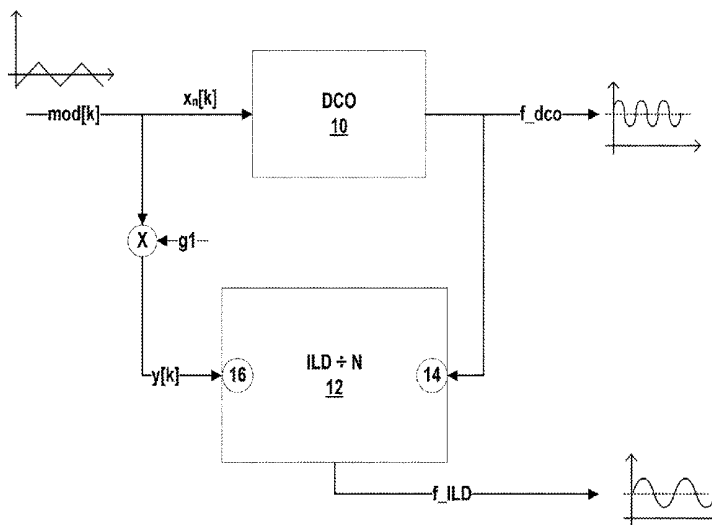 mod[k]
xₙ[k]
DCO
10
f_dco
X
g1
y[k]
16
ILD ÷ N
12
14
f_ILD